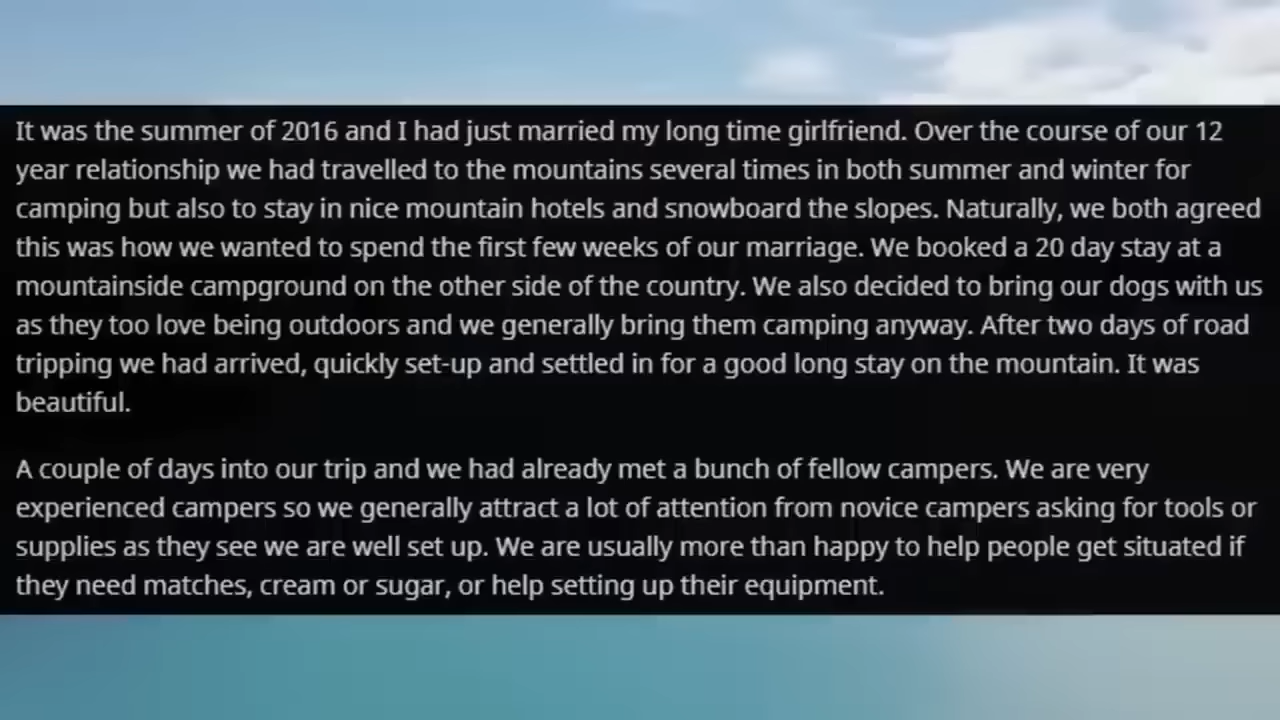 It was the summer of 2016 and I had just married my long time girlfriend. Over the course of our 12
year relationship we had travelled to the mountains several times in both summer and winter for
camping but also to stay in nice mountain hotels and snowboard the slopes. Naturally, we both agreed
this was how we wanted to spend the first few weeks of our marriage. We booked a 20 day stay at a
mountainside campground on the other side of the country. We also decided to bring our dogs with us
as they too love being outdoors and we generally bring them camping anyway. After two days of road
tripping we had arrived, quickly set-up and settled in for a good long stay on the mountain. It was
beautiful.
A couple of days into our trip and we had already met a bunch of fellow campers. We are very
experienced campers so we generally attract a lot of attention from novice campers asking for tools or
supplies as they see we are well set up. We are usually more than happy to help people get situated if
they need matches, cream or sugar, or help setting up their equipment.